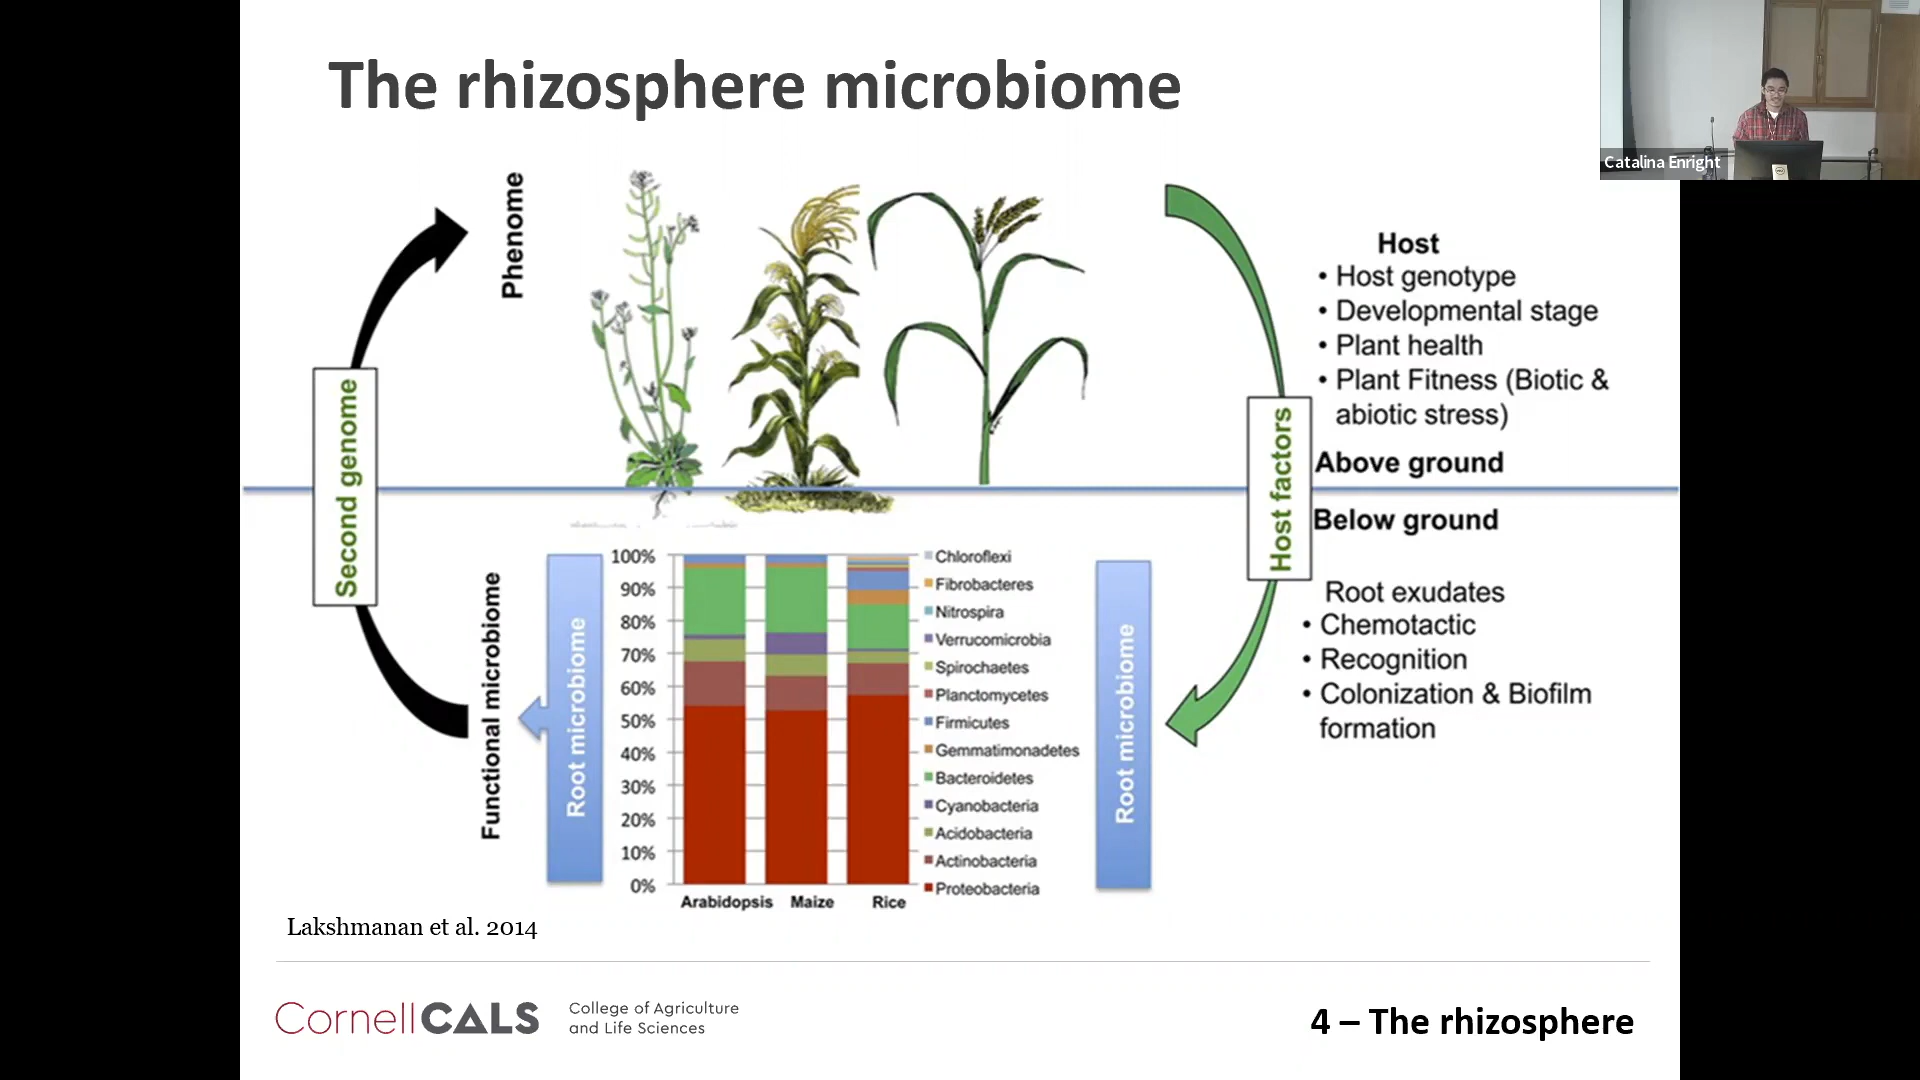 The rhizosphere microbiome
Catalina Enright
Phenome
Second genome
Functional microbiome
Root microbiome
Host
• Host genotype
• Developmental stage
• Plant health
• Plant Fitness (Biotic &
abiotic stress)
Host factors
Above ground
Below ground
Root exudates
• Chemotactic
• Recognition
• Colonization & Biofilm
formation
Root microbiome
100%
90%
80%
70%
60%
50%
40%
30%
20%
10%
0%
Arabidopsis Maize Rice
Chloroflexi
Fibrobacteres
Nitrospira
Verrucomicrobia
Spirochaetes
Planctomycetes
Firmicutes
Gemmatimonadetes
Bacteroidetes
Cyanobacteria
Acidobacteria
Actinobacteria
Proteobacteria
Lakshmanan et al. 2014
CornellCALS
College of Agriculture
and Life Sciences
4 – The rhizosphere